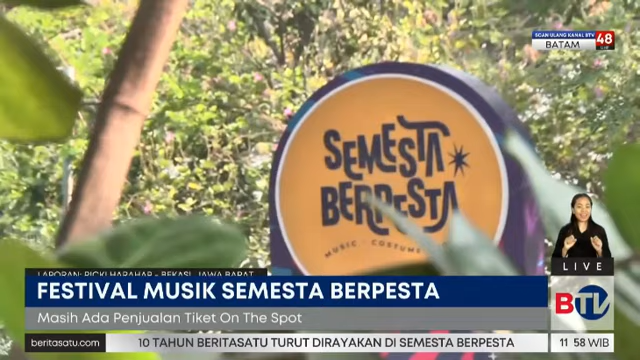 SCAN ULANG KANAL BTV
BATAM
48
SEMESTA
BERPESTA
MUSIC • COSTUME
LAPORAN: RICKI HARAHAP - BEKASI, JAWA BARAT
LIVE
FESTIVAL MUSIK SEMESTA BERPESTA
Masih Ada Penjualan Tiket On The Spot
BTV
beritasatu.com
10 TAHUN BERITASATU TURUT DIRAYAKAN DI SEMESTA BERPESTA
11 58 WIB